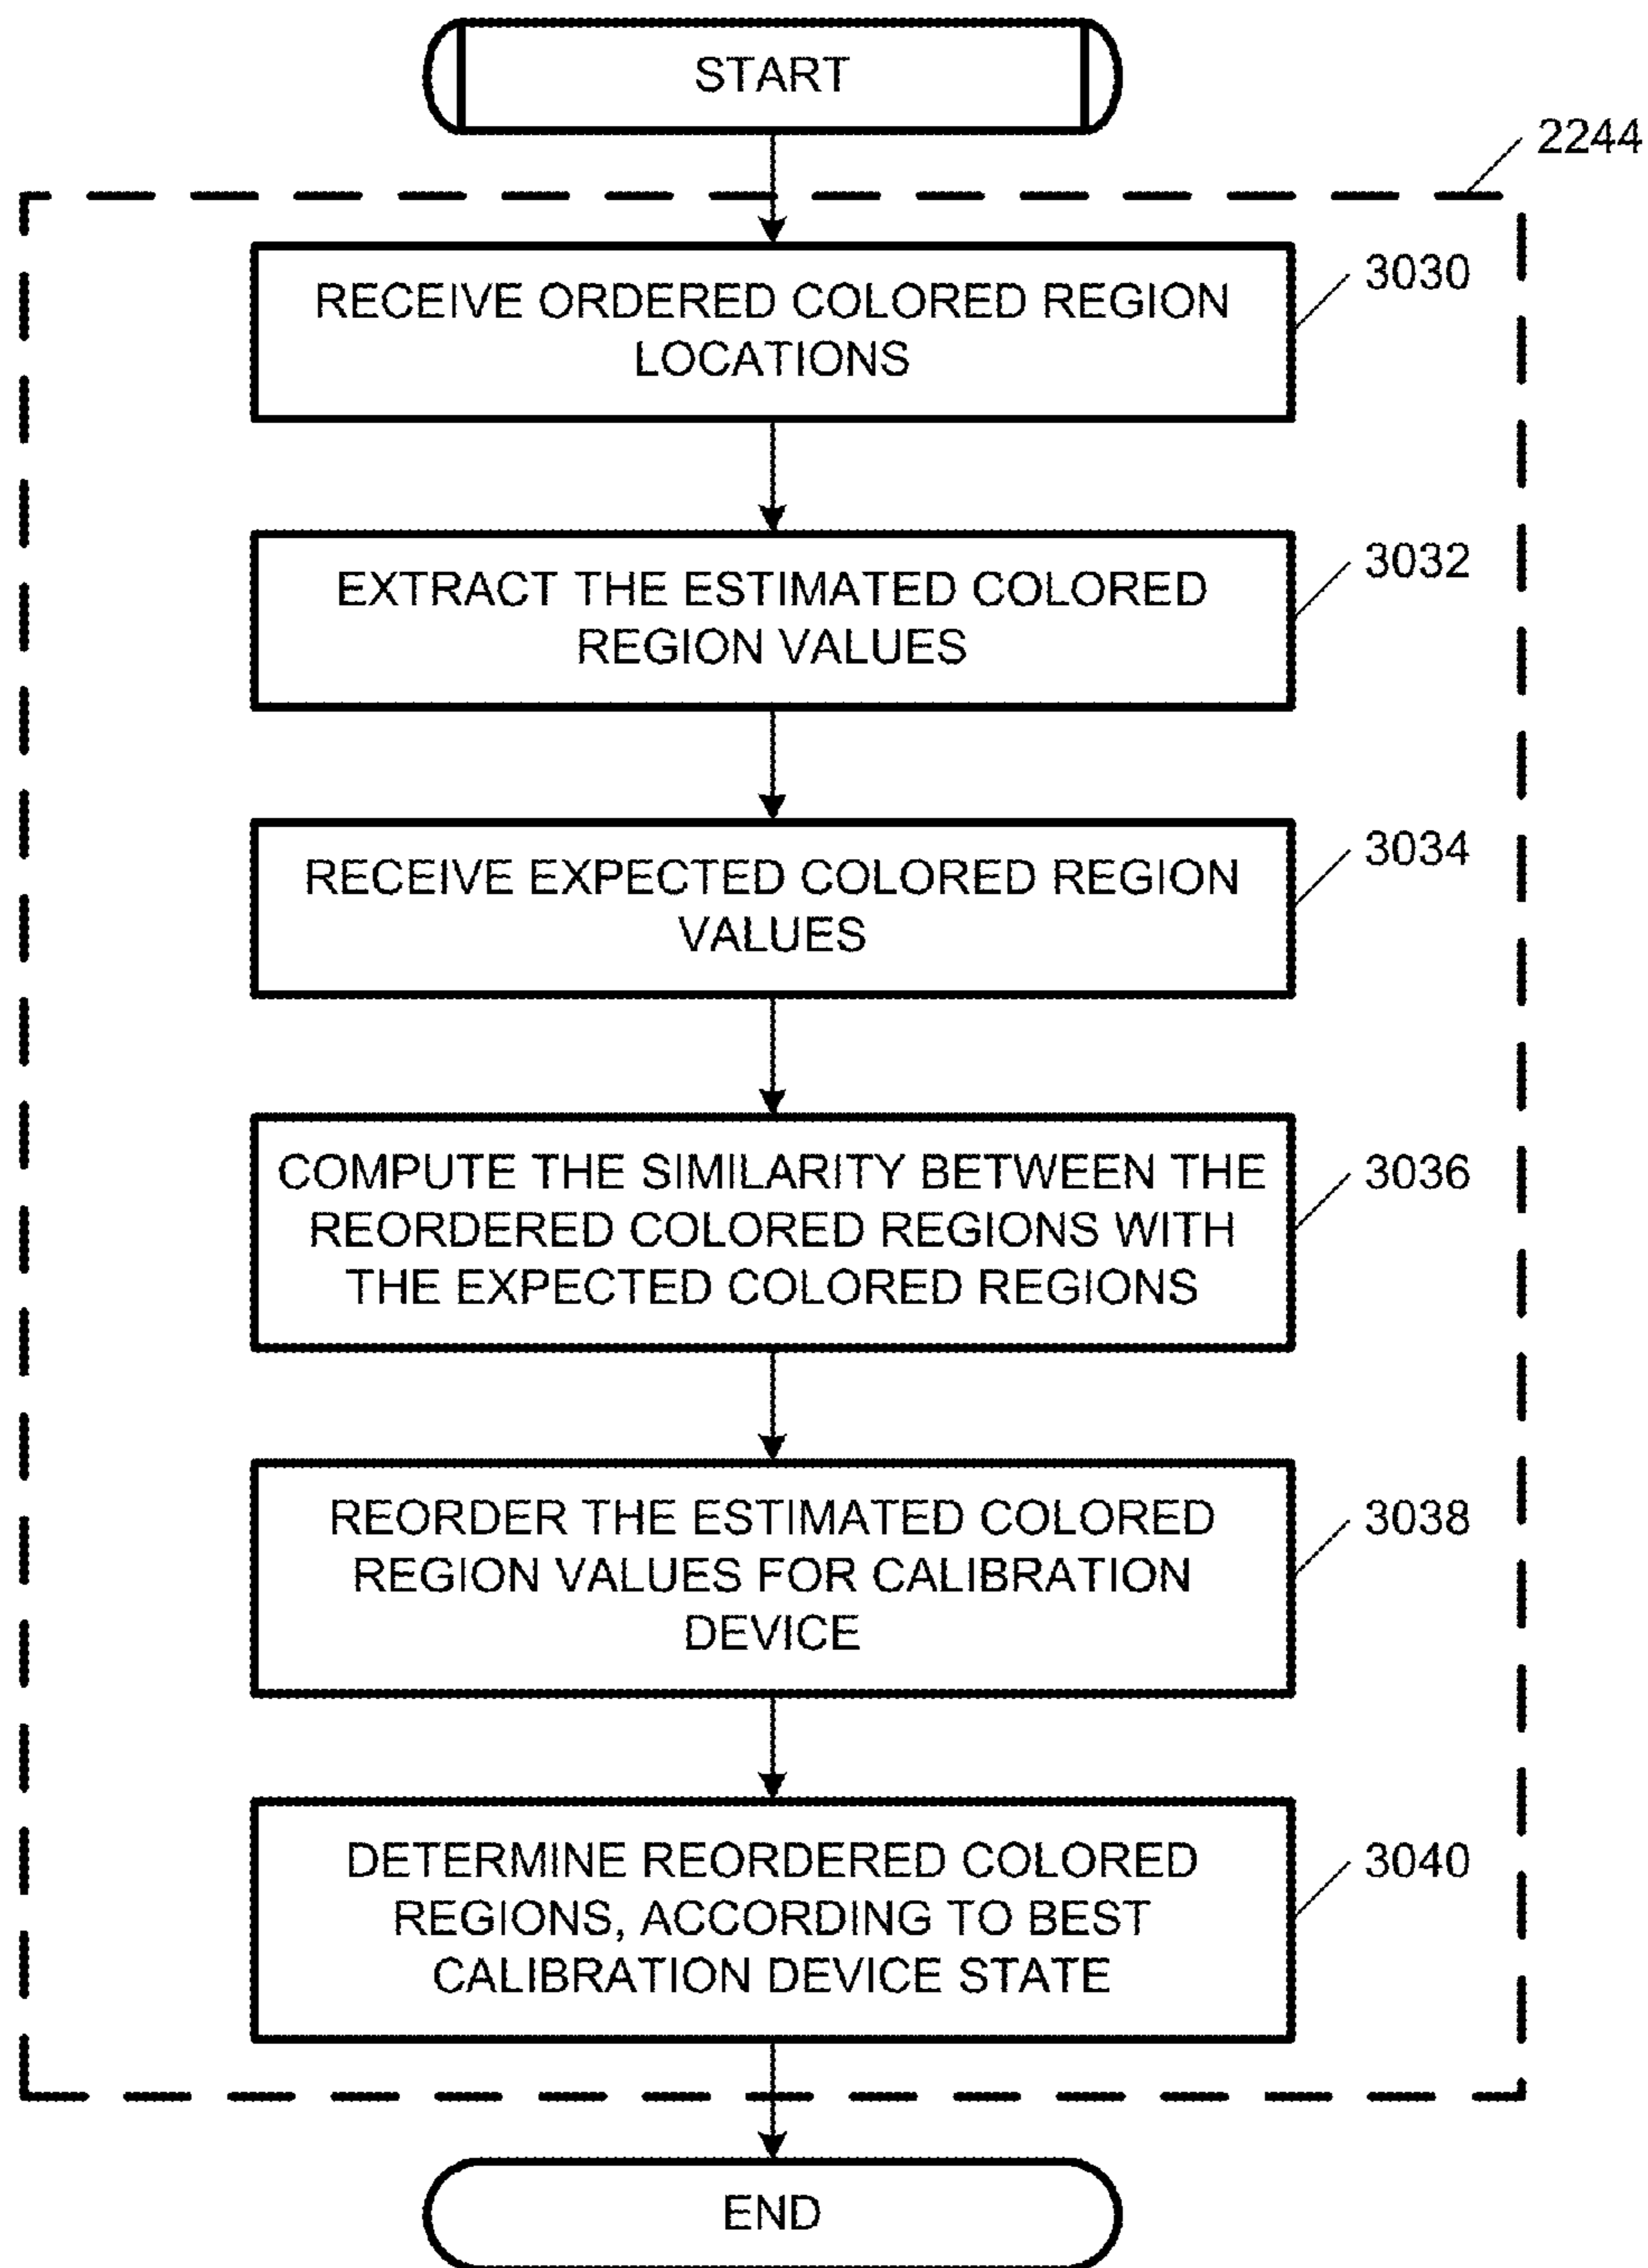 START
2244
RECEIVE ORDERED COLORED REGION
LOCATIONS
3030
EXTRACT THE ESTIMATED COLORED
REGION VALUES
3032
RECEIVE EXPECTED COLORED REGION
VALUES
3034
COMPUTE THE SIMILARITY BETWEEN THE
REORDERED COLORED REGIONS WITH
THE EXPECTED COLORED REGIONS
3036
REORDER THE ESTIMATED COLORED
REGION VALUES FOR CALIBRATION
DEVICE
3038
DETERMINE REORDERED COLORED
REGIONS, ACCORDING TO BEST
CALIBRATION DEVICE STATE
3040
END